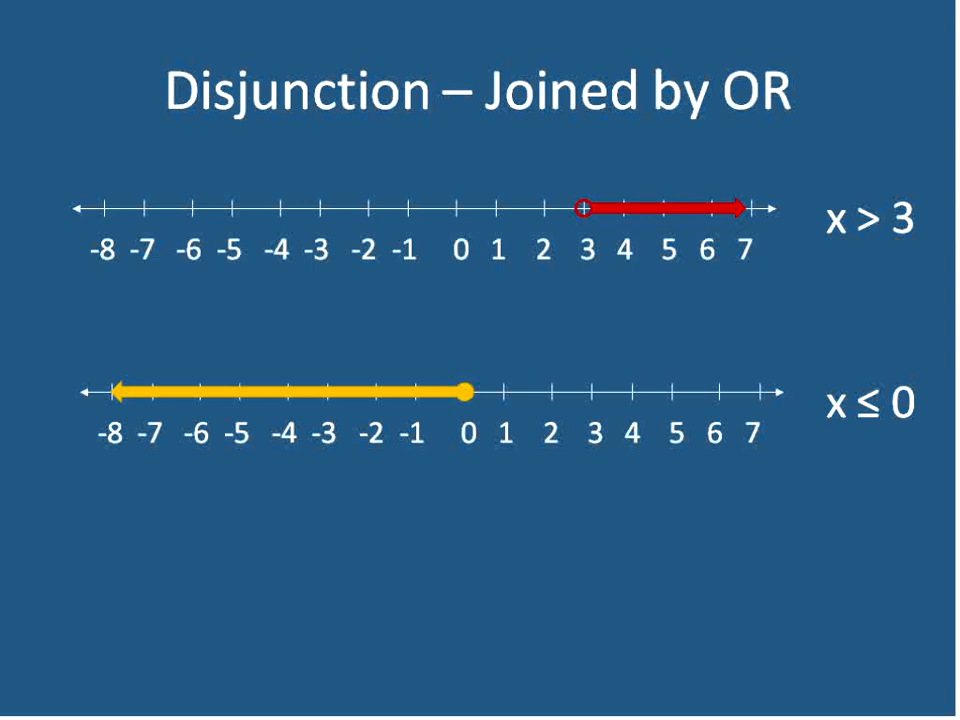 Disjunction – Joined by OR
x > 3
-8 -7 -6 -5 -4 -3 -2 -1 0 1 2 3 4 5 6 7
x ≤ 0
-8 -7 -6 -5 -4 -3 -2 -1 0 1 2 3 4 5 6 7